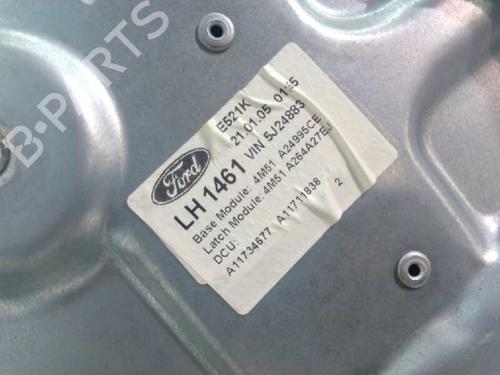 B-PARTS
E521K
21.01.05 01:55
Ford
LH 1461 VIN 5J24883
Base Module: 4M51 A24995CE
Latch Module: 4M51 A264A27EJ
DCU:
A11734677 A11711838 2